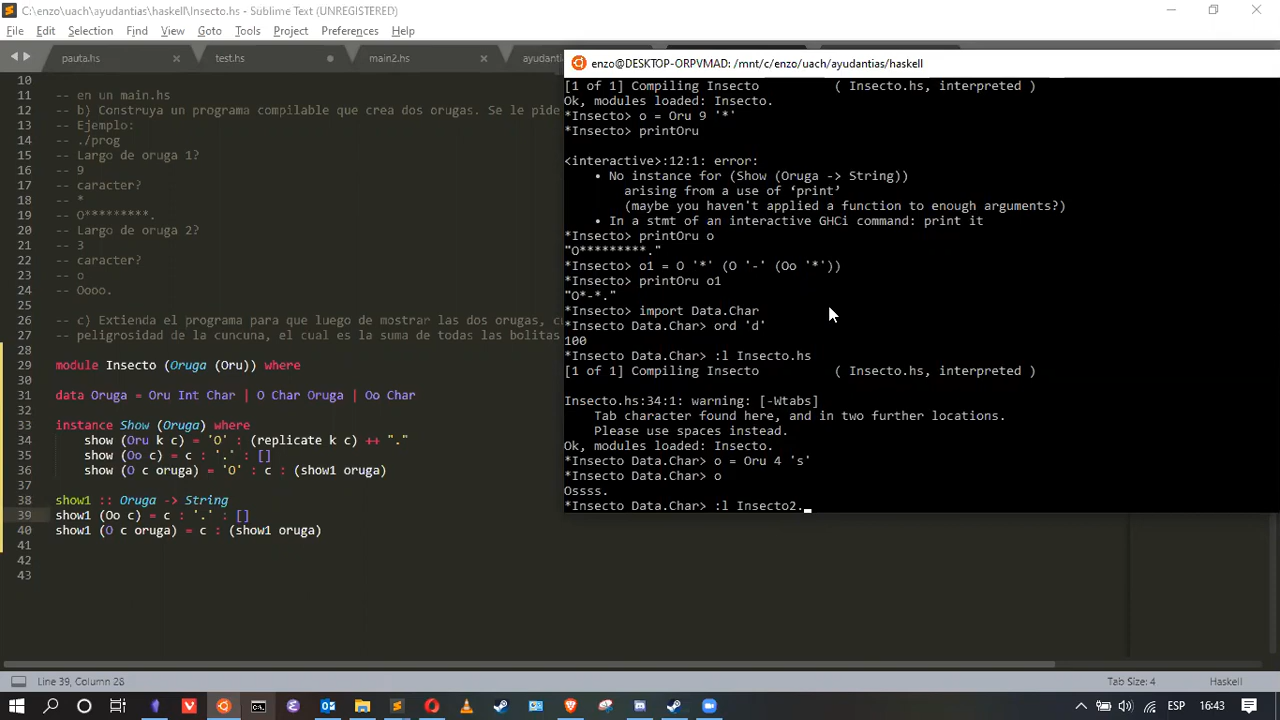 C:\enzo\uach\ayudantias\haskell\Insecto.hs - Sublime Text (UNREGISTERED)
File Edit Selection Find View Goto Tools Project Preferences Help
pauta.hs test.hs main2.hs
10
11 -- en un main.hs
12 -- b) Construya un programa compilable que crea dos orugas. Se le pide
13 -- Ejemplo:
14 -- ./prog
15 -- Largo de oruga 1?
16 -- 9
17 -- caracter?
18 -- *
19 -- O*********.
20 -- Largo de oruga 2?
21 -- 3
22 -- caracter?
23 -- o
24 -- Oooo.
25
26 -- c) Extienda el programa para que luego de mostrar las dos orugas,
27 -- peligrosidad de la cuncuna, el cual es la suma de todas las bolitas
28
29 module Insecto (Oruga (Oru)) where
30
31 data Oruga = Oru Int Char | O Char Oruga | Oo Char
32
33 instance Show (Oruga) where
34 show (Oru k c) = 'O' : (replicate k c) ++ "."
35 show (Oo c) = c : '.' : []
36 show (O c oruga) = 'O' : c : (show1 oruga)
38 show1 :: Oruga -> String
39 show1 (Oo c) = c : '.' : []
40 show1 (O c oruga) = c : (show1 oruga)
41
42
43
enzo@DESKTOP-ORPVMAD: /mnt/c/enzo/uach/ayudantias/haskell
[1 of 1] Compiling Insecto ( Insecto.hs, interpreted )
Ok, modules loaded: Insecto.
*Insecto> o = Oru 9 '*'
*Insecto> printOru
<interactive>:12:1: error:
• No instance for (Show (Oruga -> String))
arising from a use of ‘print’
(maybe you haven't applied a function to enough arguments?)
• In a stmt of an interactive GHCi command: print it
*Insecto> printOru o
"O*********."
*Insecto> o1 = O '*' (O '-' (Oo '*'))
*Insecto> printOru o1
"O*-*."
*Insecto> import Data.Char
*Insecto Data.Char> ord 'd'
100
*Insecto Data.Char> :l Insecto.hs
[1 of 1] Compiling Insecto ( Insecto.hs, interpreted )
Insecto.hs:34:1: warning: [-Wtabs]
Tab character found here, and in two further locations.
Please use spaces instead.
Ok, modules loaded: Insecto.
*Insecto Data.Char> o = Oru 4 's'
*Insecto Data.Char> o
Ossss.
*Insecto Data.Char> :l Insecto2.
Line 39, Column 28 Tab Size: 4 Haskell
ESP 16:43